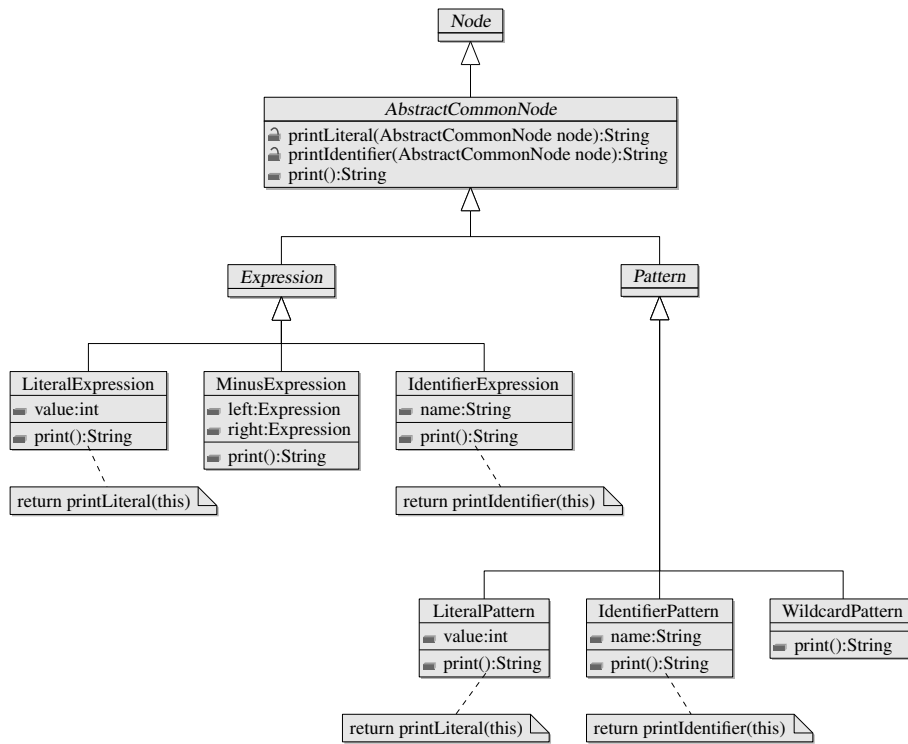 Node
AbstractCommonNode
printLiteral(AbstractCommonNode node):String
printIdentifier(AbstractCommonNode node):String
print():String
Expression
Pattern
LiteralExpression
value:int
print():String
return printLiteral(this)
MinusExpression
left:Expression
right:Expression
print():String
IdentifierExpression
name:String
print():String
return printIdentifier(this)
LiteralPattern
value:int
print():String
return printLiteral(this)
IdentifierPattern
name:String
print():String
return printIdentifier(this)
WildcardPattern
print():String